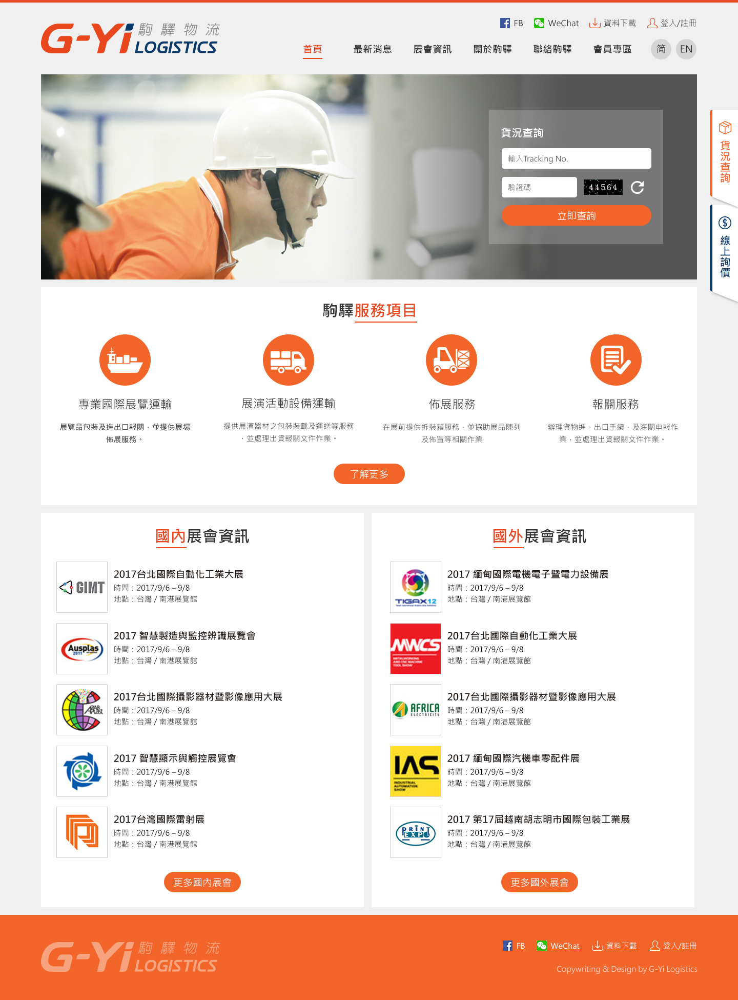 G-Yi 駒驛物流
LOGISTICS
FB WeChat 資料下載 登入/註冊
首頁 最新消息 展會資訊 關於駒驛 聯絡駒驛 會員專區 简 EN
貨況查詢
輸入Tracking No.
驗證碼 44564
立即查詢
貨況查詢
線上詢價
駒驛服務項目
專業國際展覽運輸
展覽品包裝及進出口報關，並提供展場
佈展服務。
展演活動設備運輸
提供展演器材之包裝裝載及運送等服務
，並處理出貨報關文件作業。
佈展服務
在展前提供拆裝箱服務，並協助展品陳列
及佈置等相關作業
報關服務
辦理貨物進、出口手續，及海關申報作
業，並處理出貨報關文件作業。
了解更多
國內展會資訊
GIMT
2017台北國際自動化工業大展
時間：2017/9/6 – 9/8
地點：台灣 / 南港展覽館
Ausplas
2011
2017 智慧製造與監控辨識展覽會
時間：2017/9/6 – 9/8
地點：台灣 / 南港展覽館
ARAB
PLAST
2017台北國際攝影器材暨影像應用大展
時間：2017/9/6 – 9/8
地點：台灣 / 南港展覽館
2017 智慧顯示與觸控展覽會
時間：2017/9/6 – 9/8
地點：台灣 / 南港展覽館
2017台灣國際雷射展
時間：2017/9/6 – 9/8
地點：台灣 / 南港展覽館
更多國內展會
國外展會資訊
TIGAX12
2017 緬甸國際電機電子暨電力設備展
時間：2017/9/6 – 9/8
地點：台灣 / 南港展覽館
MWCS
METALWORKING
AND CNC MACHINE
TOOL SHOW
2017台北國際自動化工業大展
時間：2017/9/6 – 9/8
地點：台灣 / 南港展覽館
AFRICA
ELECTRICITY
2017台北國際攝影器材暨影像應用大展
時間：2017/9/6 – 9/8
地點：台灣 / 南港展覽館
IAS
INDUSTRIAL
AUTOMATION
SHOW
2017 緬甸國際汽機車零配件展
時間：2017/9/6 – 9/8
地點：台灣 / 南港展覽館
PRINT
EXPO
2017 第17屆越南胡志明市國際包裝工業展
時間：2017/9/6 – 9/8
地點：台灣 / 南港展覽館
更多國外展會
G-Yi 駒驛物流
LOGISTICS
FB WeChat 資料下載 登入/註冊
Copywriting & Design by G-Yi Logistics